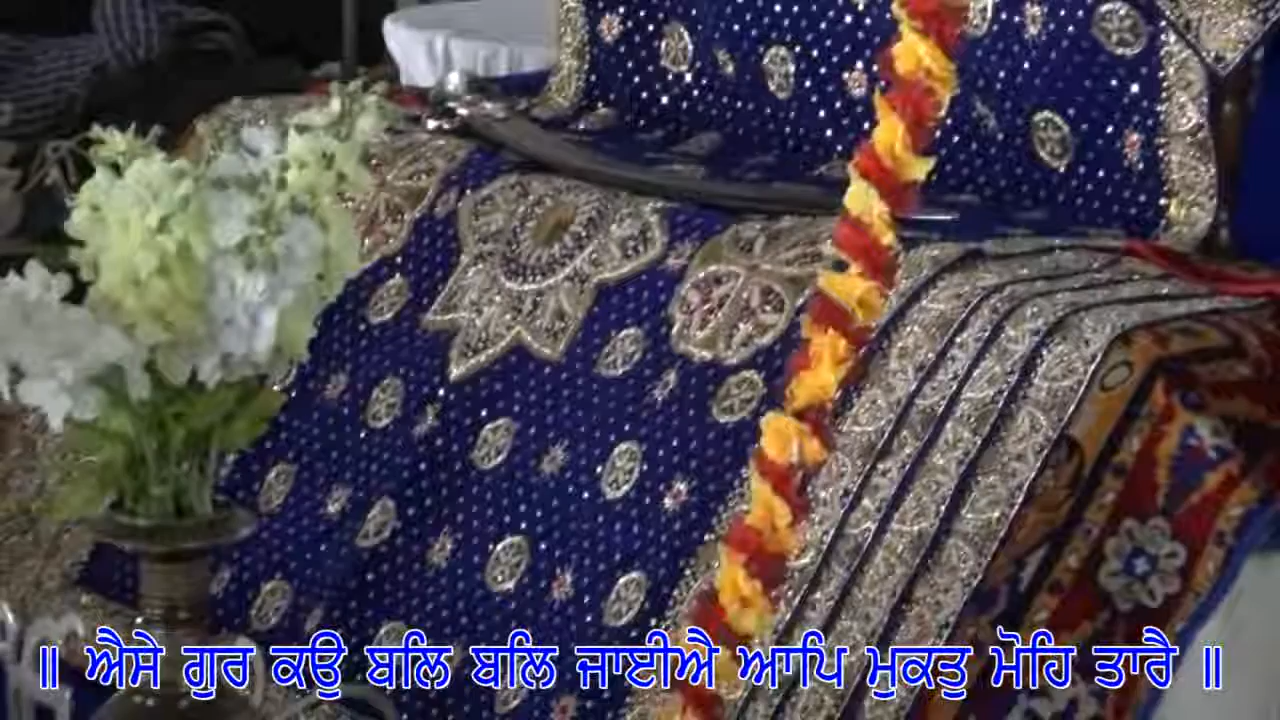 ॥ ਐਸੇ ਗੁਰ ਕਉ ਬਲਿ ਬਲਿ ਜਾਈਐ ਆਪਿ ਮੁਕਤੁ ਮੋਹਿ ਤਾਰੈ ॥